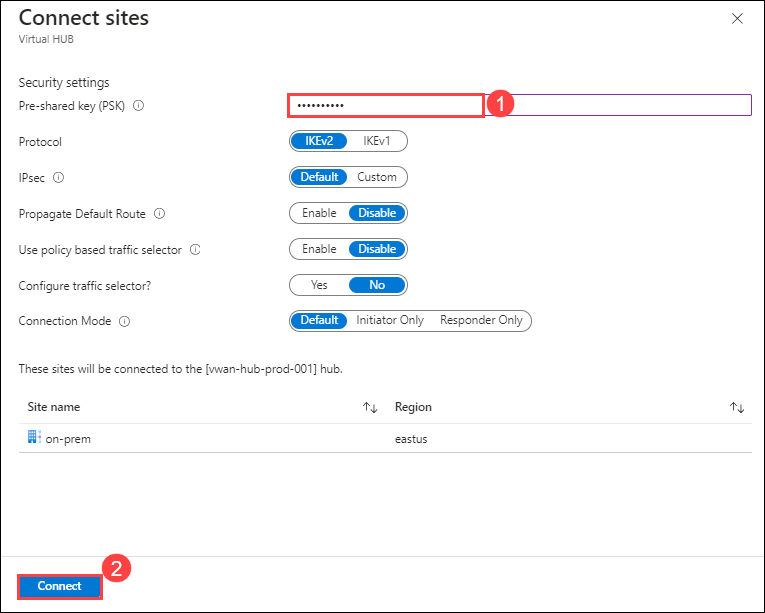 Connect sites
Virtual HUB
Security settings
Pre-shared key (PSK) •••••••••• 1
Protocol IKEv2 IKEv1
IPsec Default Custom
Propagate Default Route Enable Disable
Use policy based traffic selector Enable Disable
Configure traffic selector? Yes No
Connection Mode Default Initiator Only Responder Only
These sites will be connected to the [vwan-hub-prod-001] hub.
Site name Region
on-prem eastus
2
Connect